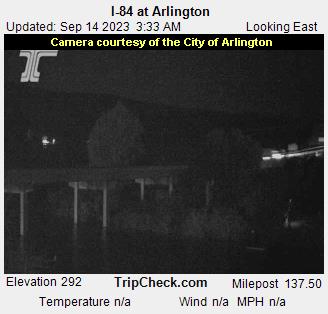 I-84 at Arlington
Updated: Sep 14 2023 3:33 AM Looking East
Camera courtesy of the City of Arlington
Elevation 292 TripCheck.com Milepost 137.50
Temperature n/a Wind n/a MPH n/a